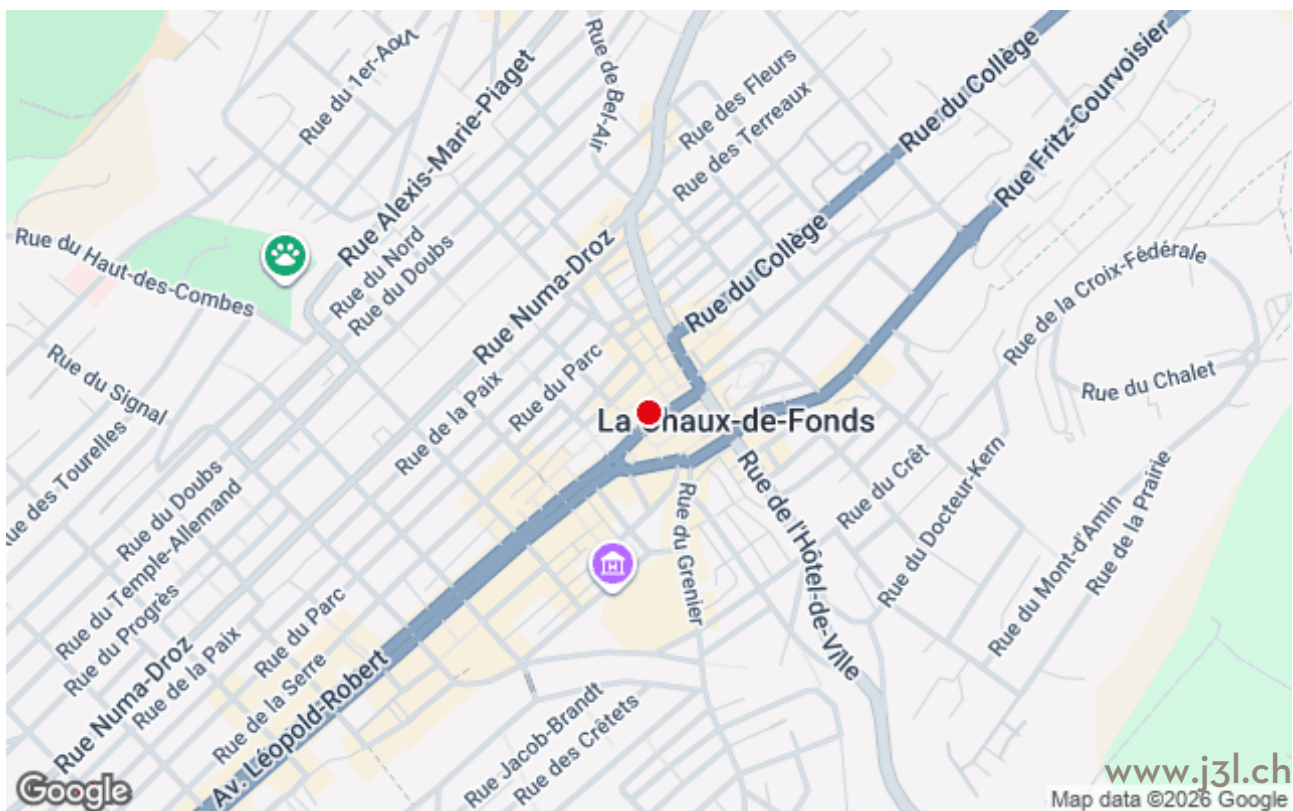 Rue du 1er-Août
Rue Alexis-Marie-Piaget
Rue de Bel-Air
Rue des Fleurs
Rue des Terreaux
Rue du Collège
Rue Fritz-Courvoisier
Rue du Haut-des-Combes
Rue du Nord
Rue du Doubs
Rue Numa-Droz
Rue du Collège
Rue de la Croix-Fédérale
Rue du Signal
Rue de la Paix
Rue du Parc
Rue du Chalet
La Chaux-de-Fonds
Rue des Tourelles
Rue du Doubs
Rue du Temple-Allemand
Rue du Progrès
Rue du Grenier
Rue de l'Hôtel-de-Ville
Rue du Crêt
Rue du Docteur-Kern
Rue du Mont-d'Amin
Rue de la Prairie
Rue Numa-Droz
Rue de la Paix
Rue du Parc
Rue de la Serre
Av. Léopold-Robert
Rue Jacob-Brandt
Rue des Crêtets
Google
www.j3l.ch
Map data ©2026 Google